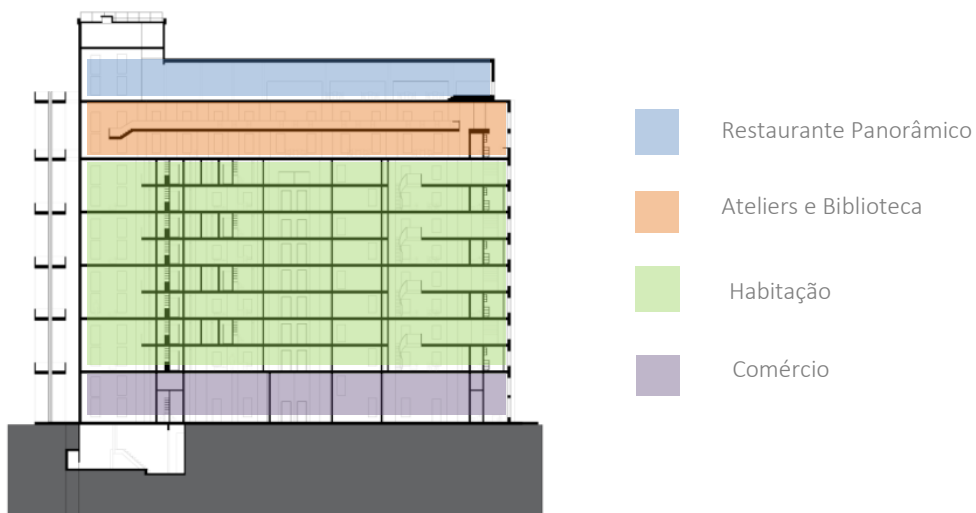 Restaurante Panorâmico
Ateliers e Biblioteca
Habitação
Comércio